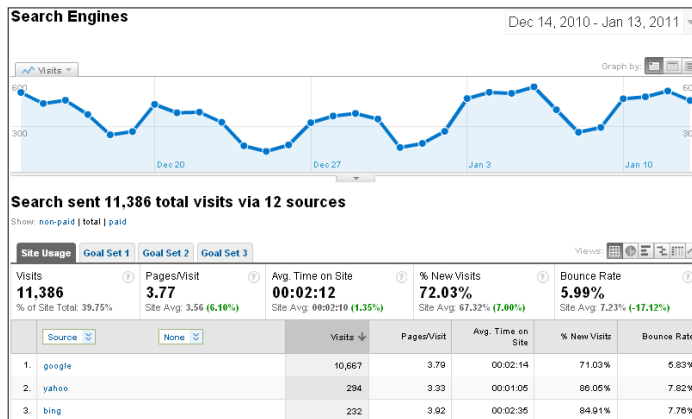 Search Engines
Dec 14, 2010 - Jan 13, 2011
Visits
Graph by:
600
300
Dec 20
Dec 27
Jan 3
Jan 10
Search sent 11,386 total visits via 12 sources
Show: non-paid | total | paid
Site Usage Goal Set 1 Goal Set 2 Goal Set 3 Views:
Visits Pages/Visit Avg. Time on Site % New Visits Bounce Rate
11,386 3.77 00:02:12 72.03% 5.99%
% of Site Total: 39.75% Site Avg: 3.56 (6.10%) Site Avg: 00:02:10 (1.35%) Site Avg: 67.32% (7.00%) Site Avg: 7.23% (-17.12%)
Source None Visits Pages/Visit Avg. Time on Site % New Visits Bounce Rate
1. google 10,667 3.79 00:02:14 71.03% 5.83%
2. yahoo 294 3.33 00:01:05 86.05% 7.82%
3. bing 232 3.92 00:02:35 84.91% 7.76%